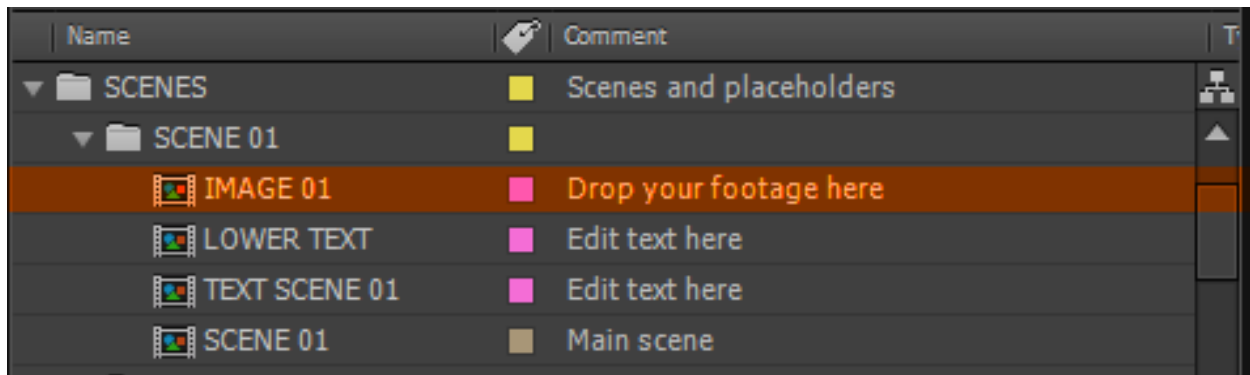 Name Comment T
SCENES Scenes and placeholders
SCENE 01
IMAGE 01 Drop your footage here
LOWER TEXT Edit text here
TEXT SCENE 01 Edit text here
SCENE 01 Main scene